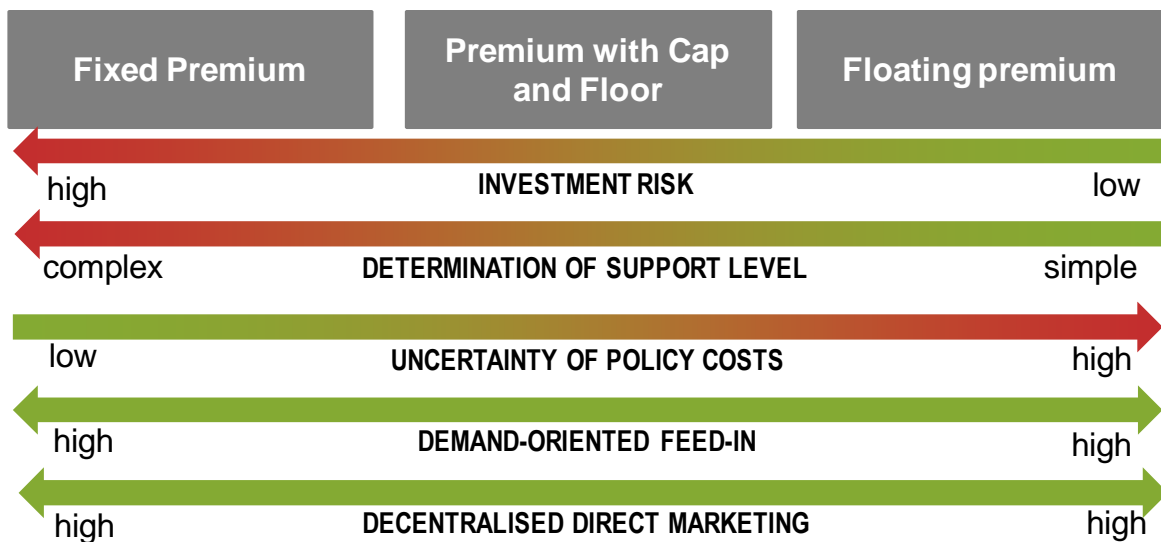 Fixed Premium
Premium with Cap
and Floor
Floating premium
high
INVESTMENT RISK
low
complex
DETERMINATION OF SUPPORT LEVEL
simple
low
UNCERTAINTY OF POLICY COSTS
high
high
DEMAND-ORIENTED FEED-IN
high
high
DECENTRALISED DIRECT MARKETING
high